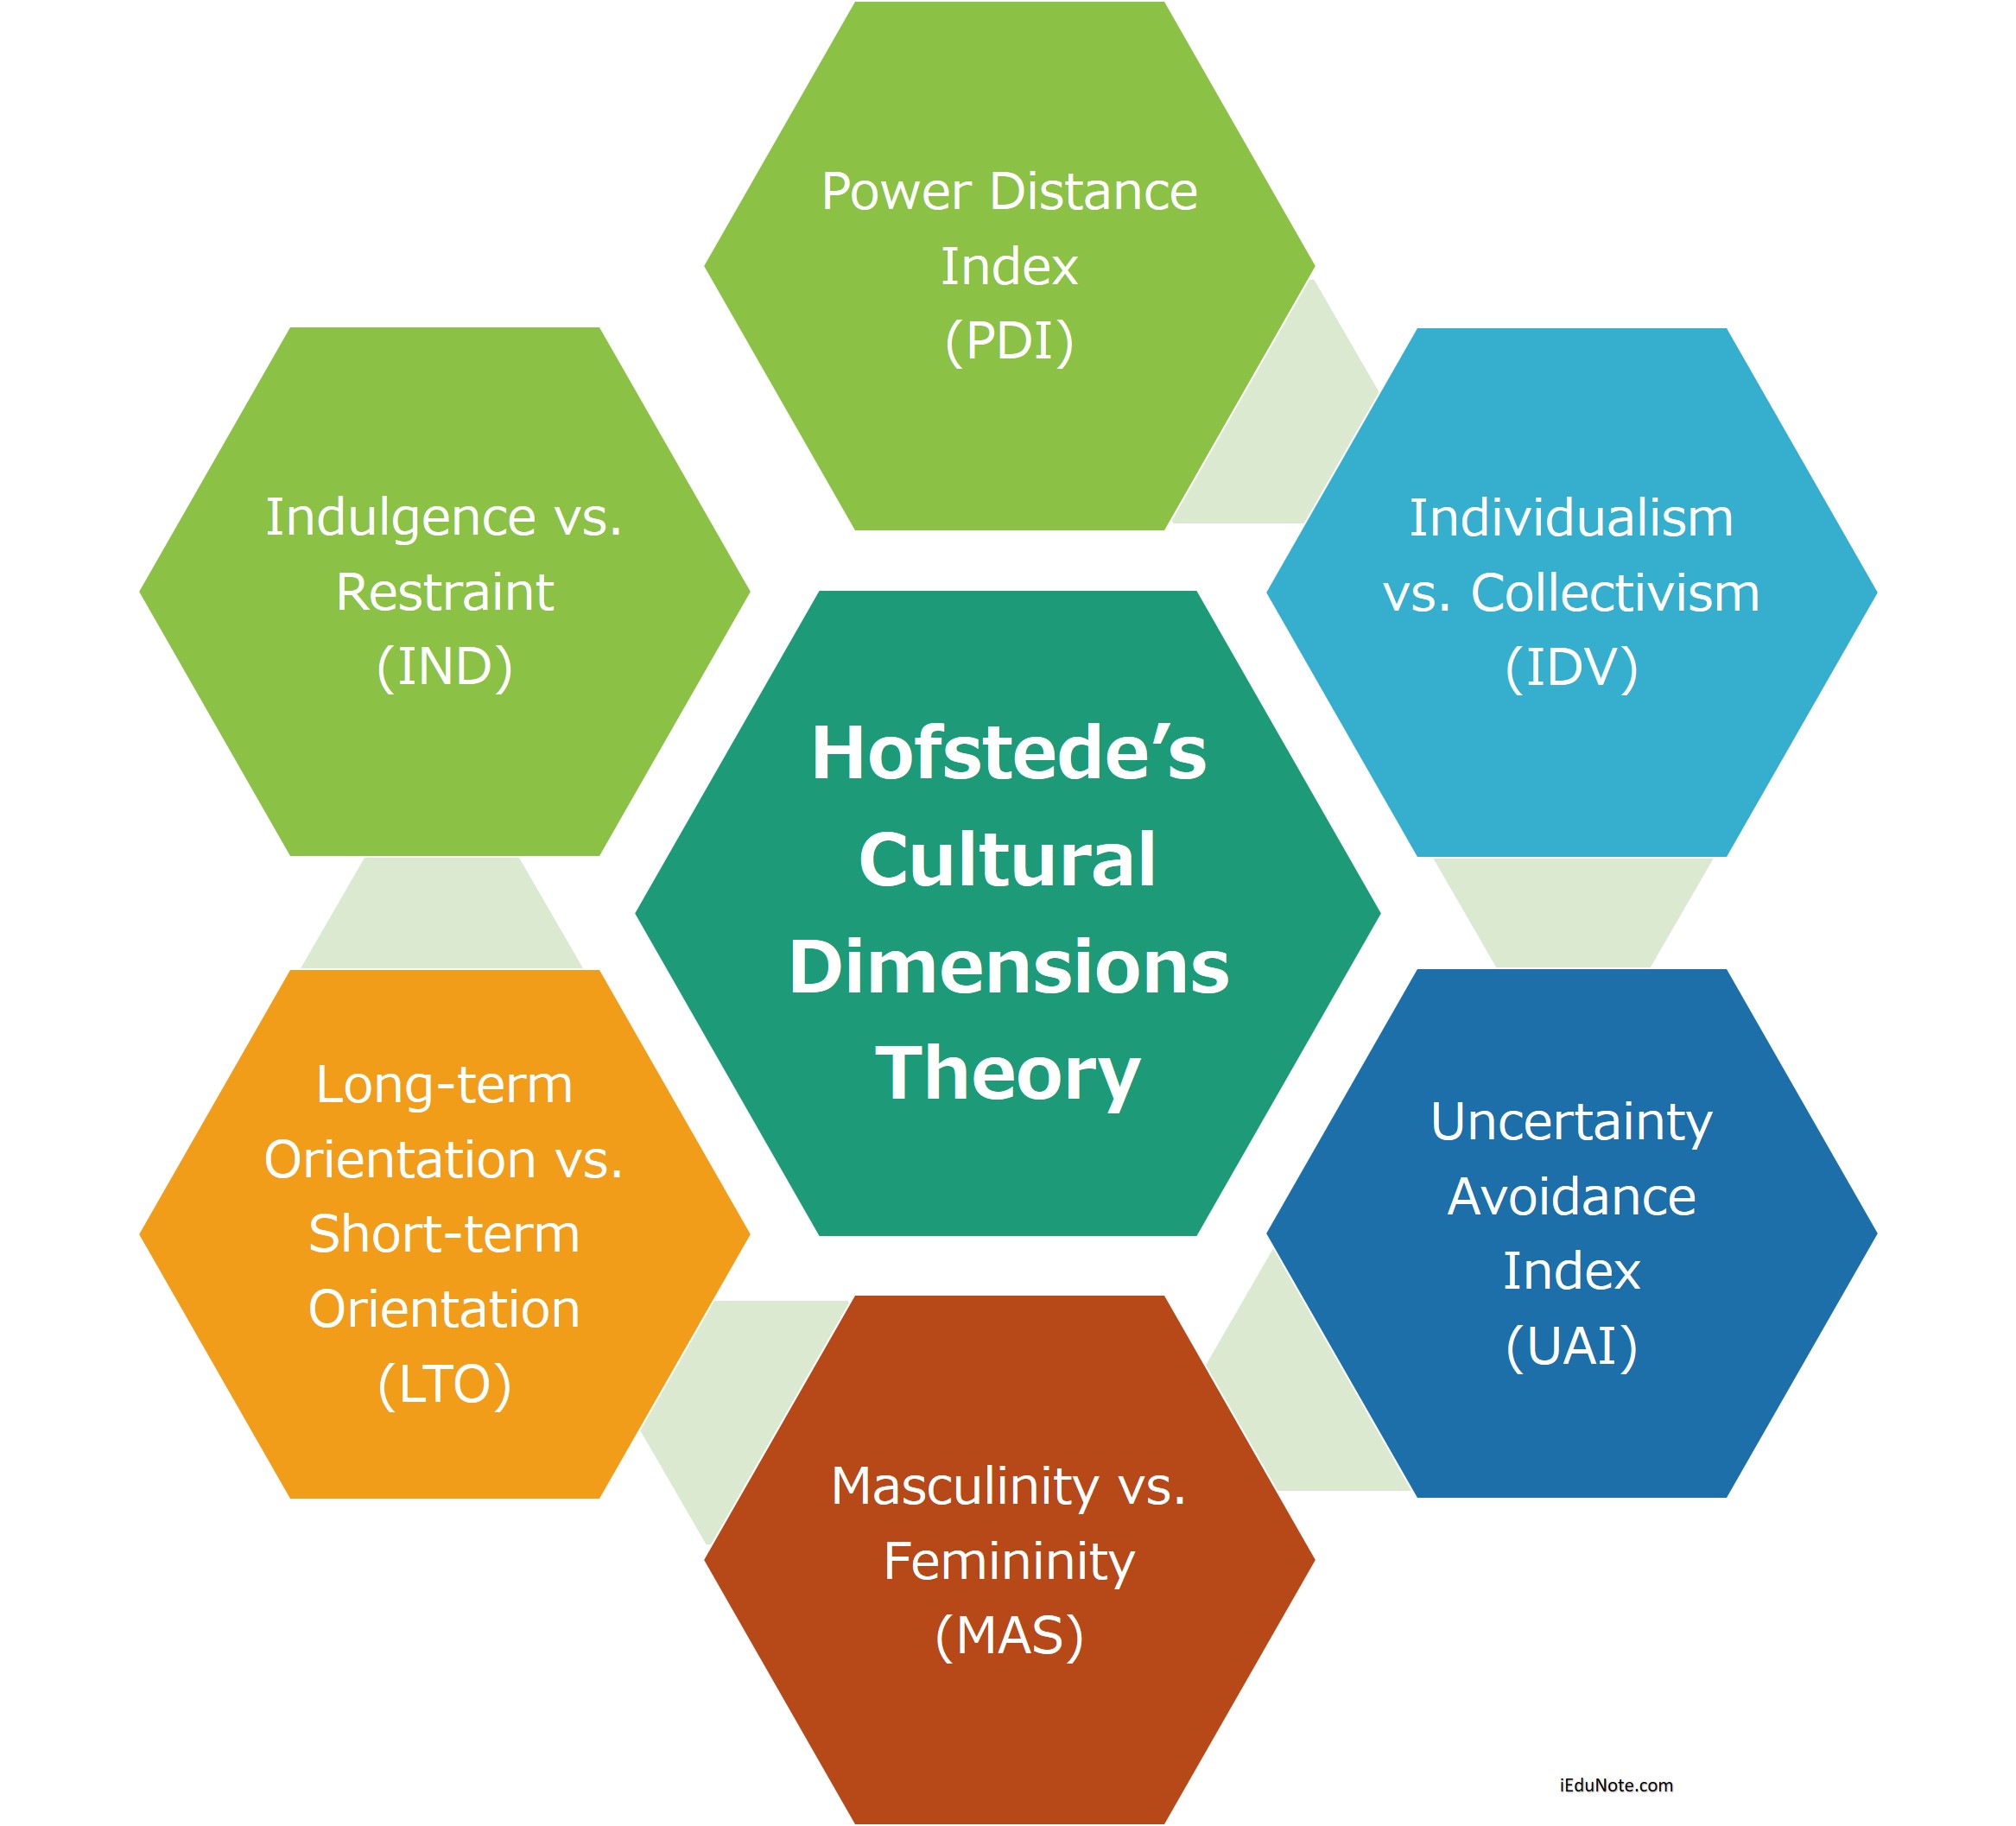 Power Distance
Index
(PDI)
Individualism
vs. Collectivism
(IDV)
Uncertainty
Avoidance
Index
(UAI)
Masculinity vs.
Femininity
(MAS)
Long-term
Orientation vs.
Short-term
Orientation
(LTO)
Indulgence vs.
Restraint
(IND)
Hofstede’s
Cultural
Dimensions
Theory
iEduNote.com